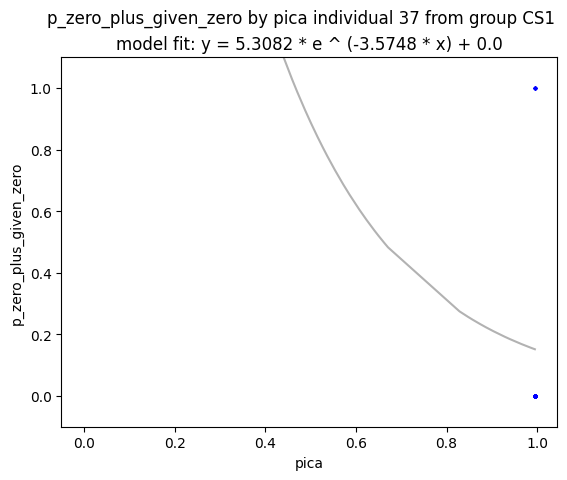 p_zero_plus_given_zero by pica individual 37 from group CS1
model fit: y = 5.3082 * e ^ (-3.5748 * x) + 0.0
1.0
0.8
0.6
0.4
0.2
0.0
p_zero_plus_given_zero
0.0 0.2 0.4 0.6 0.8 1.0
pica